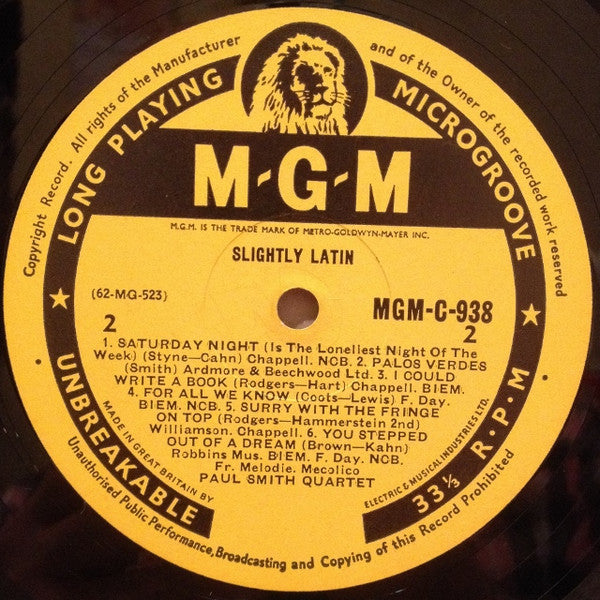 Copyright Record. All rights of the Manufacturer and of the Owner of the recorded work reserved
LONG PLAYING MICROGROOVE
M-G-M
M.G.M. IS THE TRADE MARK OF METRO-GOLDWYN-MAYER INC.
SLIGHTLY LATIN
(62-MG-523)
MGM-C-938
2
2
1. SATURDAY NIGHT (Is The Loneliest Night Of The
Week) (Styne—Cahn) Chappell. NCB. 2. PALOS VERDES
(Smith) Ardmore & Beechwood Ltd. 3. I COULD
WRITE A BOOK (Rodgers—Hart) Chappell. BIEM.
4. FOR ALL WE KNOW (Coots—Lewis) F. Day.
BIEM. NCB. 5. SURRY WITH THE FRINGE
ON TOP (Rodgers—Hammerstein 2nd)
Williamson. Chappell. 6. YOU STEPPED
OUT OF A DREAM (Brown—Kahn)
Robbins Mus. BIEM. F. Day. NCB.
Fr. Melodie. Mecolico
PAUL SMITH QUARTET
UNBREAKABLE
33⅓ R·P·M
MADE IN GREAT BRITAIN BY ELECTRIC & MUSICAL INDUSTRIES LTD.
Unauthorised Public Performance, Broadcasting and Copying of this Record Prohibited